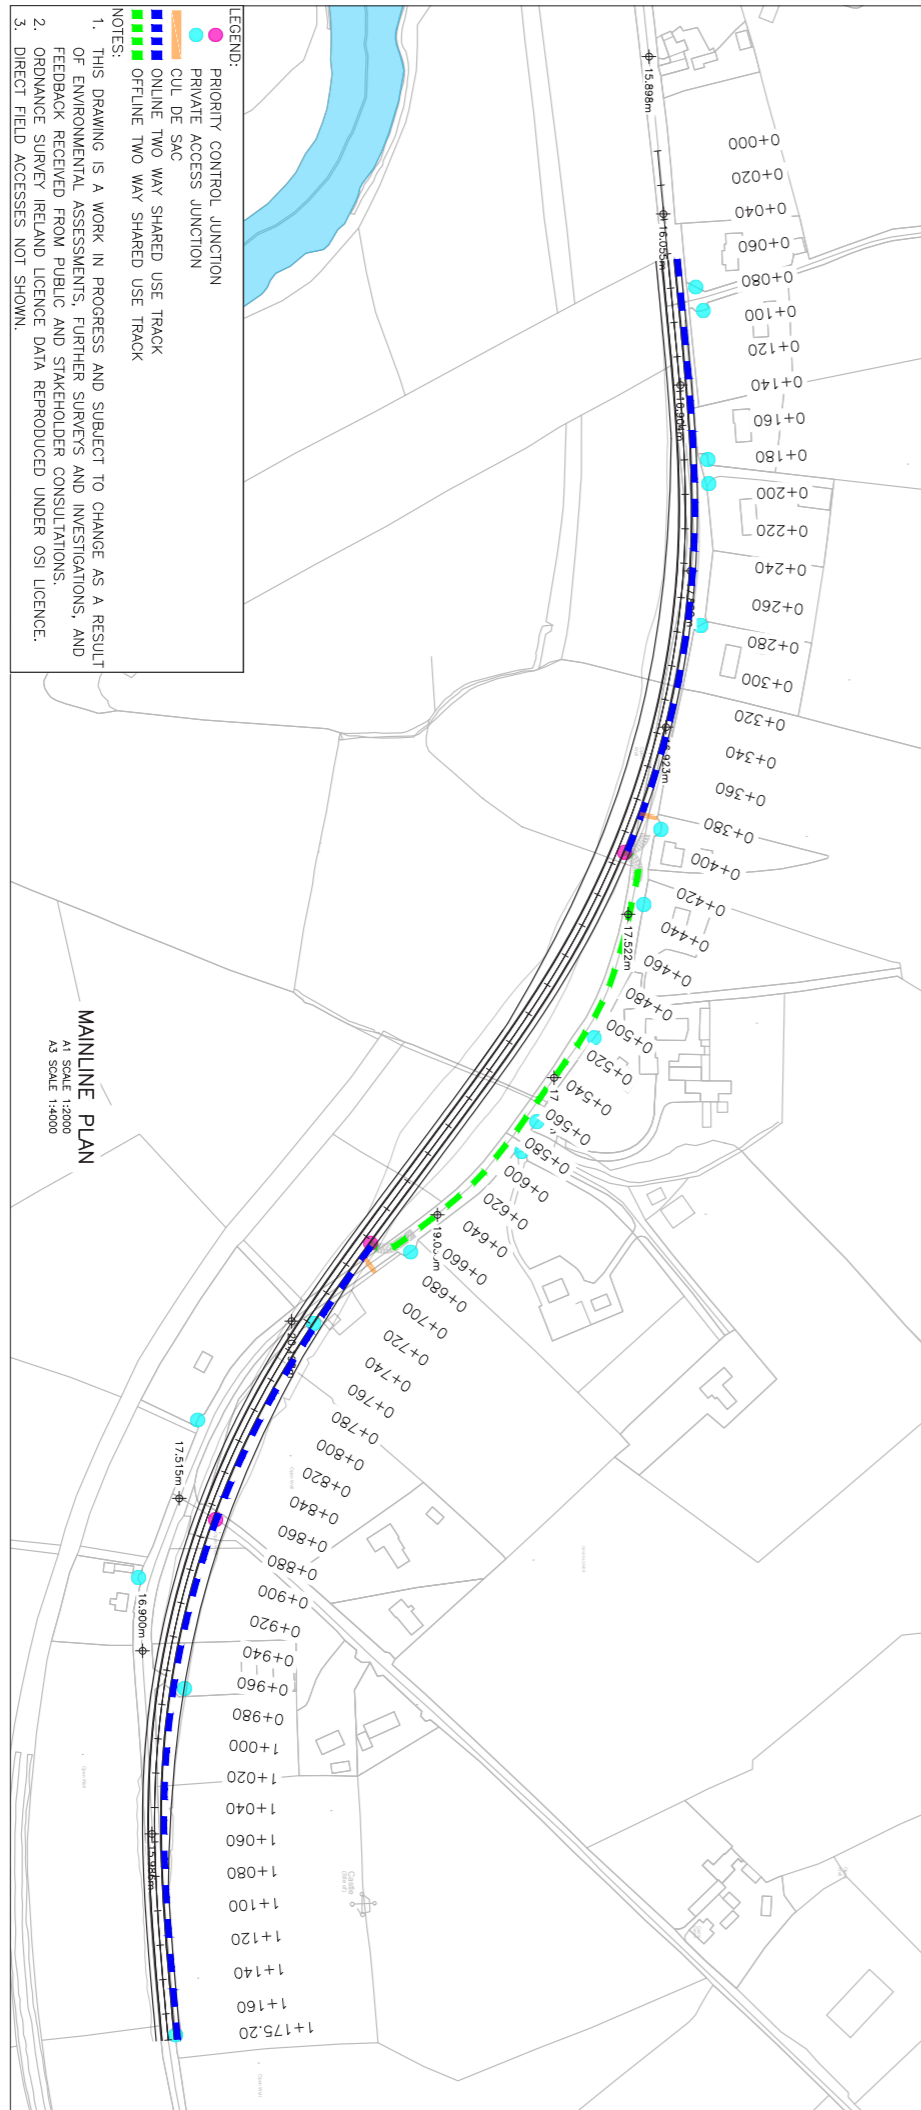 LEGEND:
PRIORITY CONTROL JUNCTION
PRIVATE ACCESS JUNCTION
CUL DE SAC
ONLINE TWO WAY SHARED USE TRACK
OFFLINE TWO WAY SHARED USE TRACK
NOTES:
1. THIS DRAWING IS A WORK IN PROGRESS AND SUBJECT TO CHANGE AS A RESULT
OF ENVIRONMENTAL ASSESSMENTS, FURTHER SURVEYS AND INVESTIGATIONS, AND
FEEDBACK RECEIVED FROM PUBLIC AND STAKEHOLDER CONSULTATIONS.
2. ORDNANCE SURVEY IRELAND LICENCE DATA REPRODUCED UNDER OSI LICENCE.
3. DIRECT FIELD ACCESSES NOT SHOWN.
MAINLINE PLAN
A1 SCALE 1:2000
A3 SCALE 1:4000
0+000
0+020
0+040
0+060
0+080
0+100
0+120
0+140
0+160
0+180
0+200
0+220
0+240
0+260
0+280
0+300
0+320
0+340
0+360
0+380
0+400
0+420
0+440
0+460
0+480
0+500
0+520
0+540
0+560
0+580
0+600
0+620
0+640
0+660
0+680
0+700
0+720
0+740
0+760
0+780
0+800
0+820
0+840
0+860
0+880
0+900
0+920
0+940
0+960
0+980
1+000
1+020
1+040
1+060
1+080
1+100
1+120
1+140
1+160
1+175.20
15.898m
16.055m
16.904m
17.522m
17.515m
16.900m
15.986m
Castle
(Site of)
Open Well